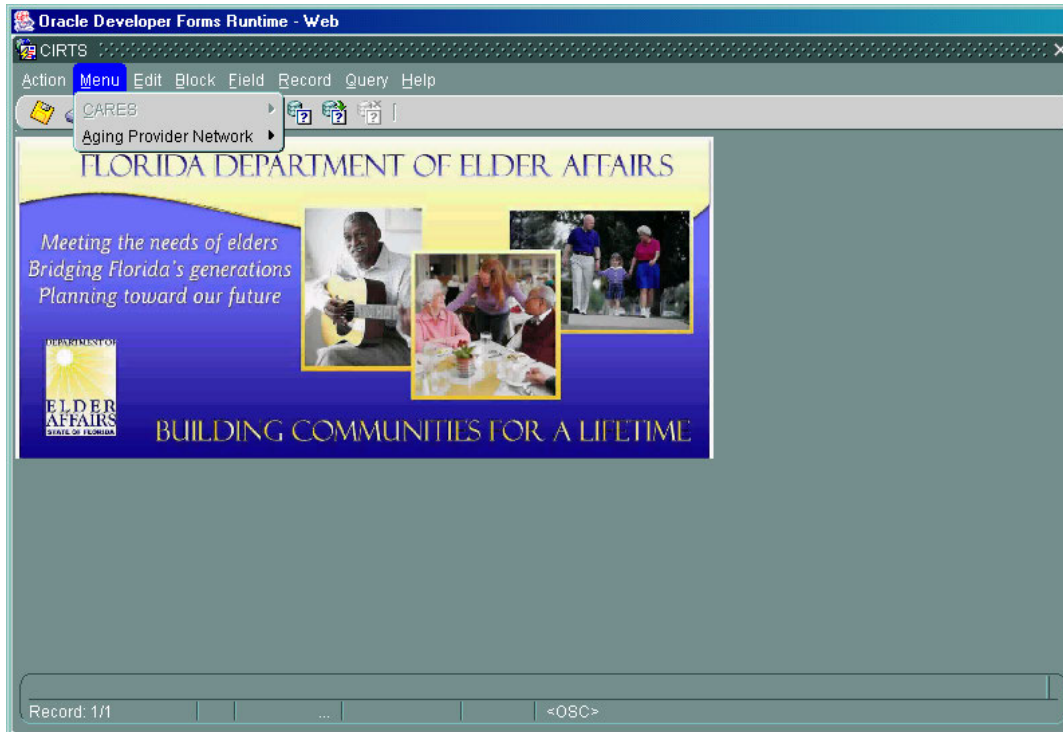 Oracle Developer Forms Runtime - Web
CIRTS
Action Menu Edit Block Field Record Query Help
CARES
Aging Provider Network
FLORIDA DEPARTMENT OF ELDER AFFAIRS
Meeting the needs of elders
Bridging Florida's generations
Planning toward our future
DEPARTMENT OF
ELDER
AFFAIRS
STATE OF FLORIDA
BUILDING COMMUNITIES FOR A LIFETIME
Record: 1/1 ... <OSC>